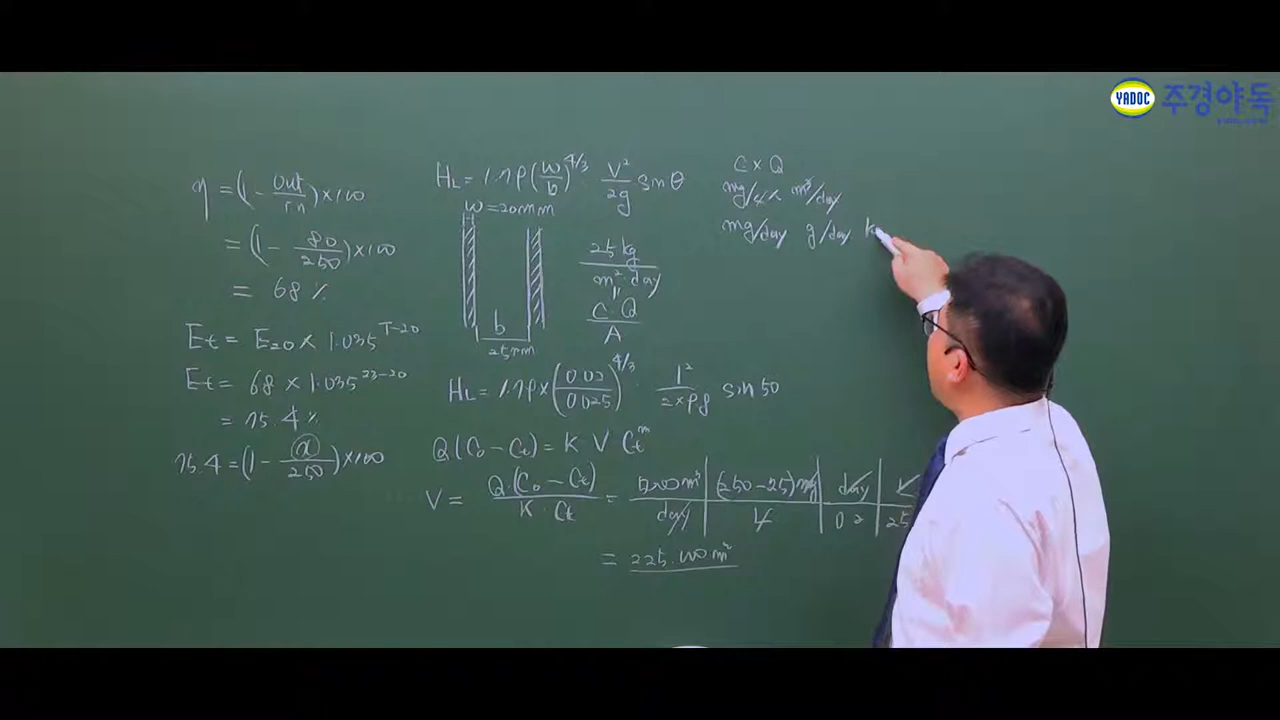 YADOC 주경야독
η = (1 - out/in) × 100
= (1 - 80/250) × 100
= 68 %
Et = E20 × 1.035^T-20
Et = 68 × 1.035^23-20
= 75.4 %
75.4 = (1 - x/250) × 100
HL = 1.79 (w/b)^4/3 · V²/2g sin θ
w = 20mm
b
25mm
25 kg / m²·day
"
C·Q / A
HL = 1.79 × (0.02/0.025)^4/3 · 1²/2×9.8 sin 50
Q(C0 - Ct) = K V Ct^m
V = Q·(C0 - Ct) / K·Ct = m³/day | (250-25)mg/L | day/0.2 | L/25
= 225.00 m³
C × Q
mg/L × m³/day
mg/day g/day k